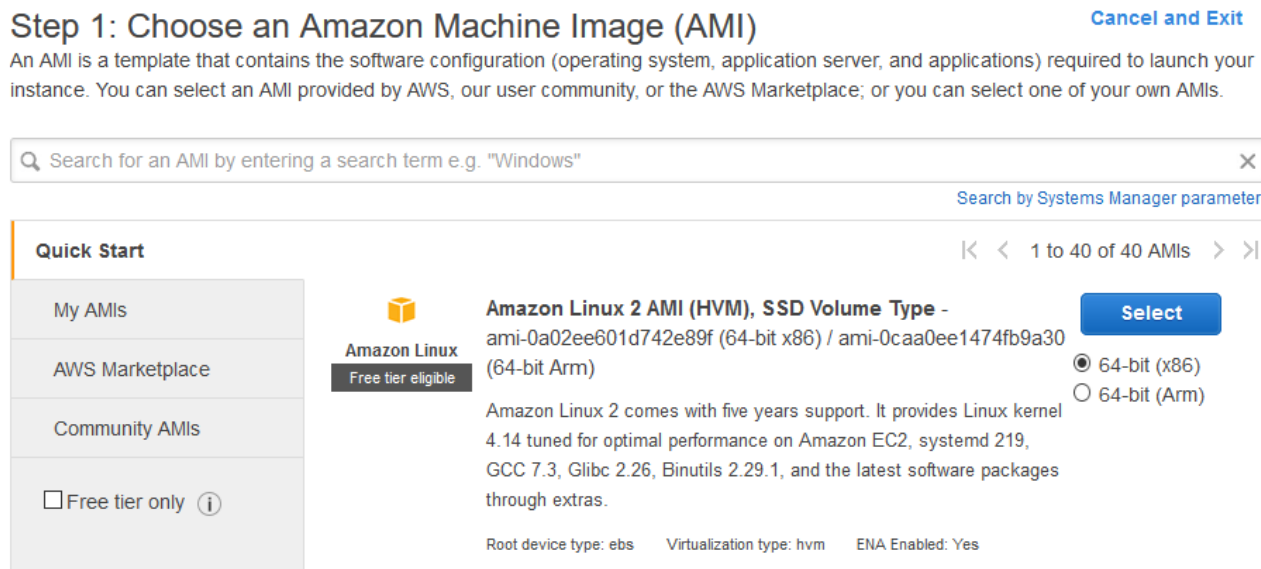 Step 1: Choose an Amazon Machine Image (AMI)
Cancel and Exit
An AMI is a template that contains the software configuration (operating system, application server, and applications) required to launch your
instance. You can select an AMI provided by AWS, our user community, or the AWS Marketplace; or you can select one of your own AMIs.
Search for an AMI by entering a search term e.g. "Windows"
Search by Systems Manager parameter
Quick Start
1 to 40 of 40 AMIs
My AMIs
AWS Marketplace
Community AMIs
Free tier only
Amazon Linux
Free tier eligible
Amazon Linux 2 AMI (HVM), SSD Volume Type -
ami-0a02ee601d742e89f (64-bit x86) / ami-0caa0ee1474fb9a30
(64-bit Arm)
Amazon Linux 2 comes with five years support. It provides Linux kernel
4.14 tuned for optimal performance on Amazon EC2, systemd 219,
GCC 7.3, Glibc 2.26, Binutils 2.29.1, and the latest software packages
through extras.
Root device type: ebs Virtualization type: hvm ENA Enabled: Yes
Select
64-bit (x86)
64-bit (Arm)